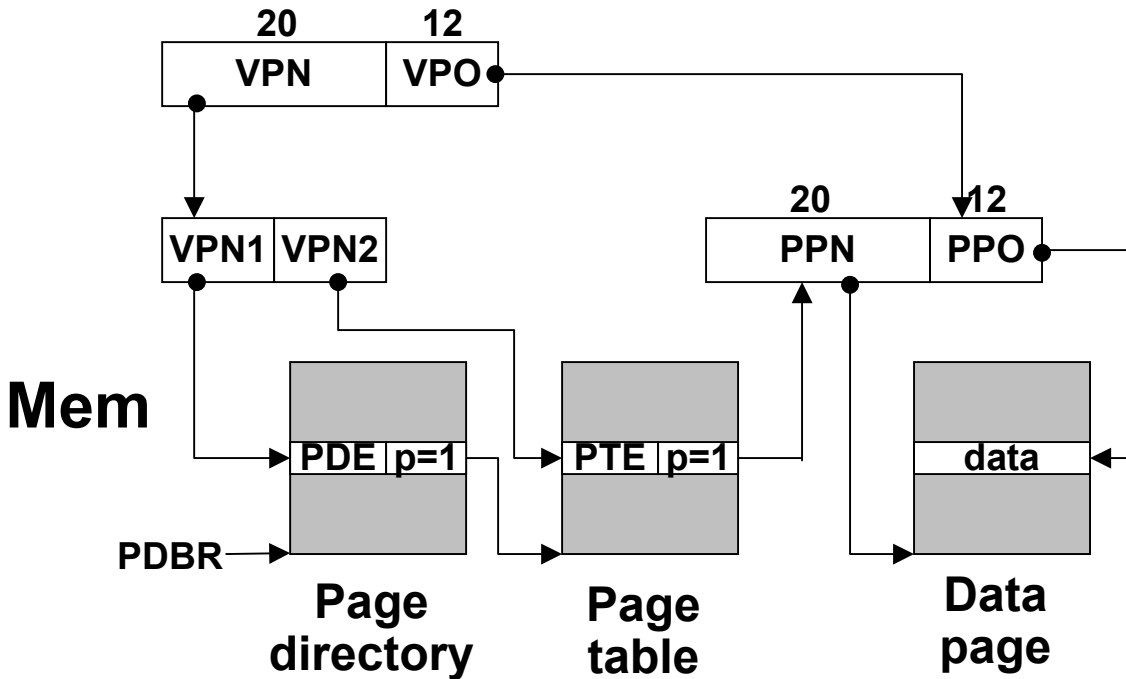 20 12
VPN VPO
20 12
VPN1 VPN2 PPN PPO
Mem
PDE p=1 PTE p=1 data
PDBR
Page
directory
Page
table
Data
page